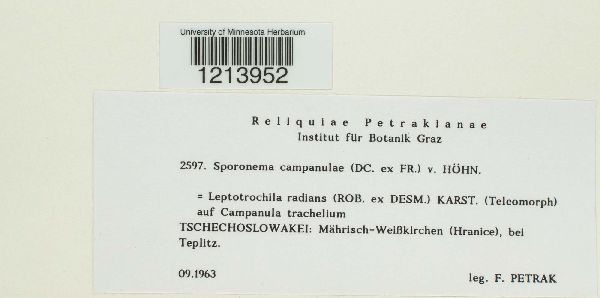 University of Minnesota Herbarium
1213952
Reliquiae Petrakianae
Institut für Botanik Graz
2597. Sporonema campanulae (DC. ex FR.) v. HÖHN.
= Leptotrochila radians (ROB. ex DESM.) KARST. (Teleomorph)
auf Campanula trachelium
TSCHECHOSLOWAKEI: Mährisch-Weißkirchen (Hranice), bei
Teplitz.
09.1963
leg. F. PETRAK